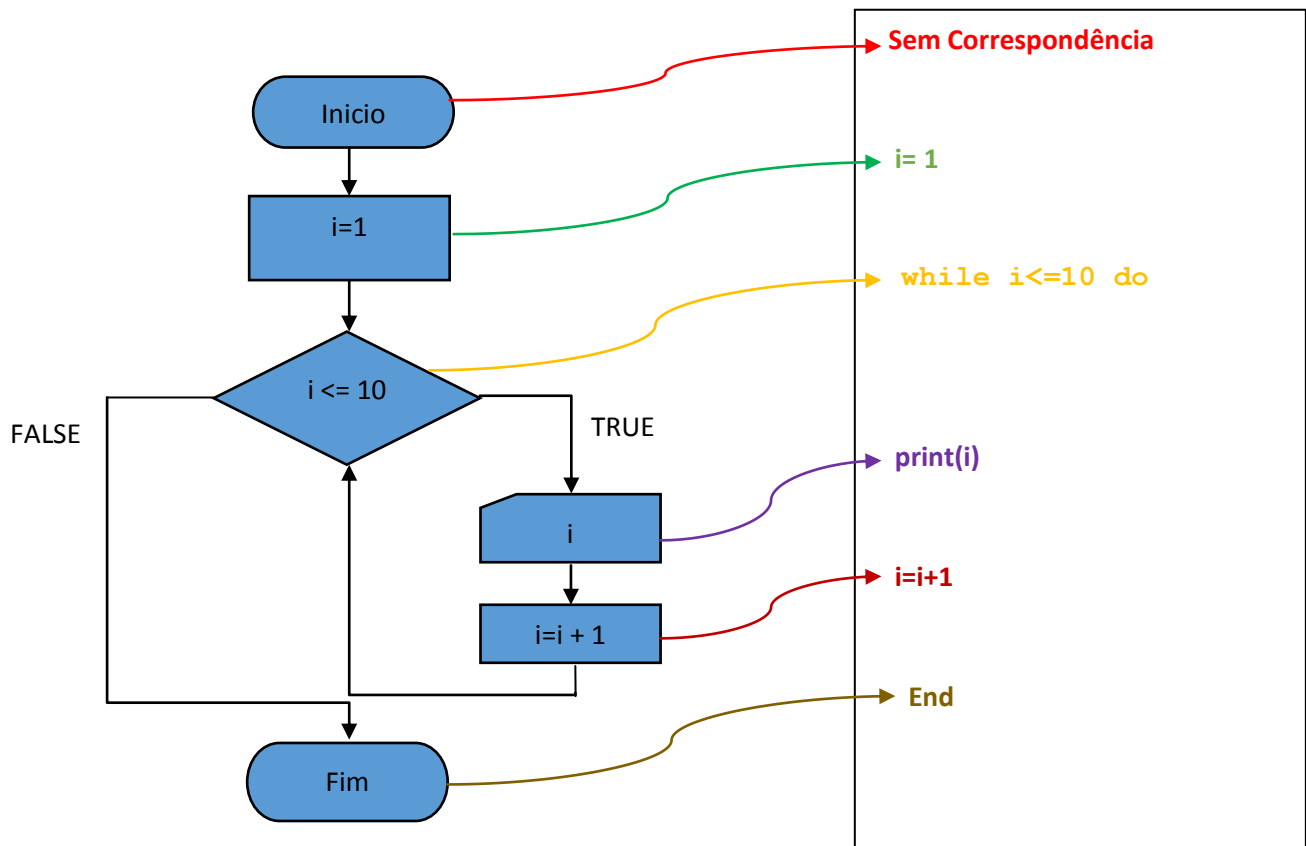 Sem Correspondência
Inicio
i= 1
i=1
while i<=10 do
i <= 10
FALSE
TRUE
print(i)
i
i=i+1
i=i + 1
End
Fim